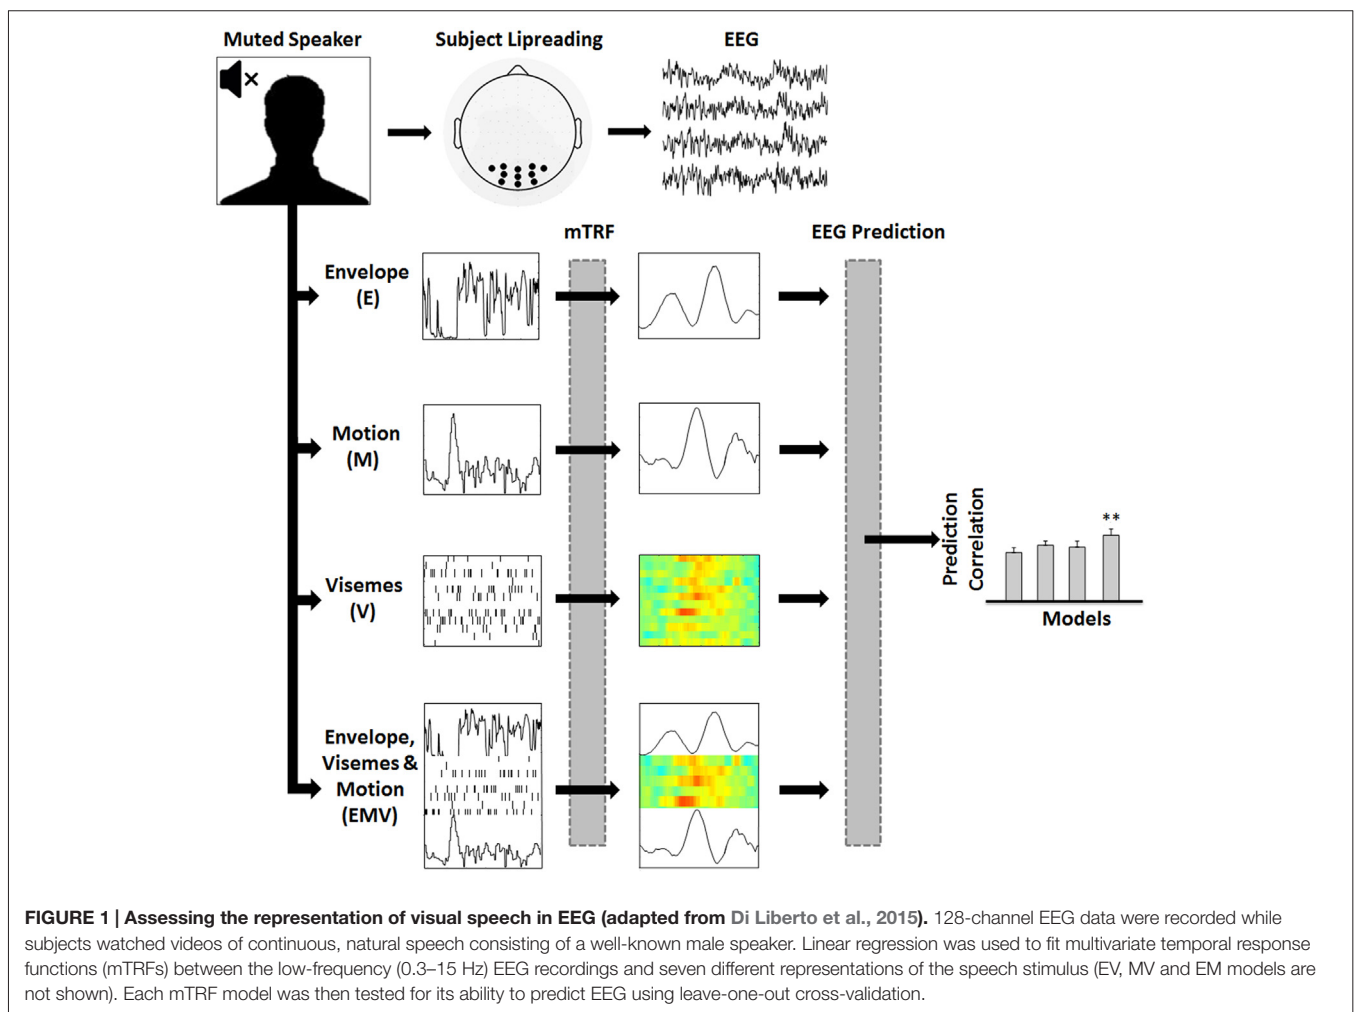 Muted Speaker
Subject Lipreading
EEG
mTRF
EEG Prediction
Envelope
(E)
Motion
(M)
Visemes
(V)
Envelope,
Visemes &
Motion
(EMV)
Prediction
Correlation
**
Models
FIGURE 1 | Assessing the representation of visual speech in EEG (adapted from Di Liberto et al., 2015). 128-channel EEG data were recorded while
subjects watched videos of continuous, natural speech consisting of a well-known male speaker. Linear regression was used to fit multivariate temporal response
functions (mTRFs) between the low-frequency (0.3–15 Hz) EEG recordings and seven different representations of the speech stimulus (EV, MV and EM models are
not shown). Each mTRF model was then tested for its ability to predict EEG using leave-one-out cross-validation.